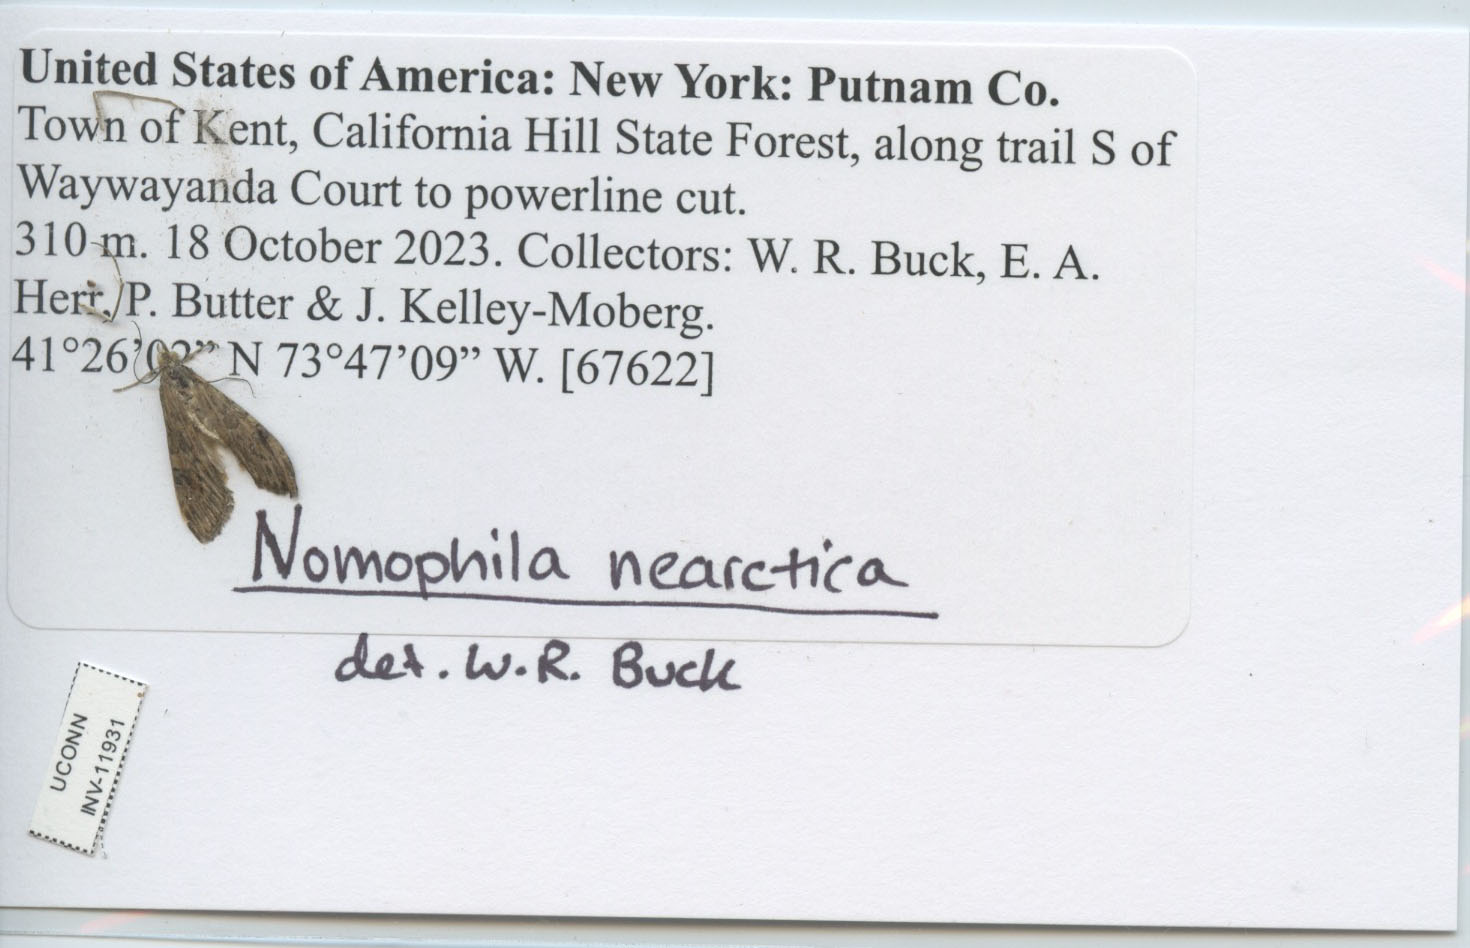 United States of America: New York: Putnam Co.
Town of Kent, California Hill State Forest, along trail S of
Waywayanda Court to powerline cut.
310 m. 18 October 2023. Collectors: W. R. Buck, E. A.
Herr, P. Butter & J. Kelley-Moberg.
N 73°47’09” W. [67622]
Nomophila nearctica
det. W.R. Buck
UCONN
INV-11931